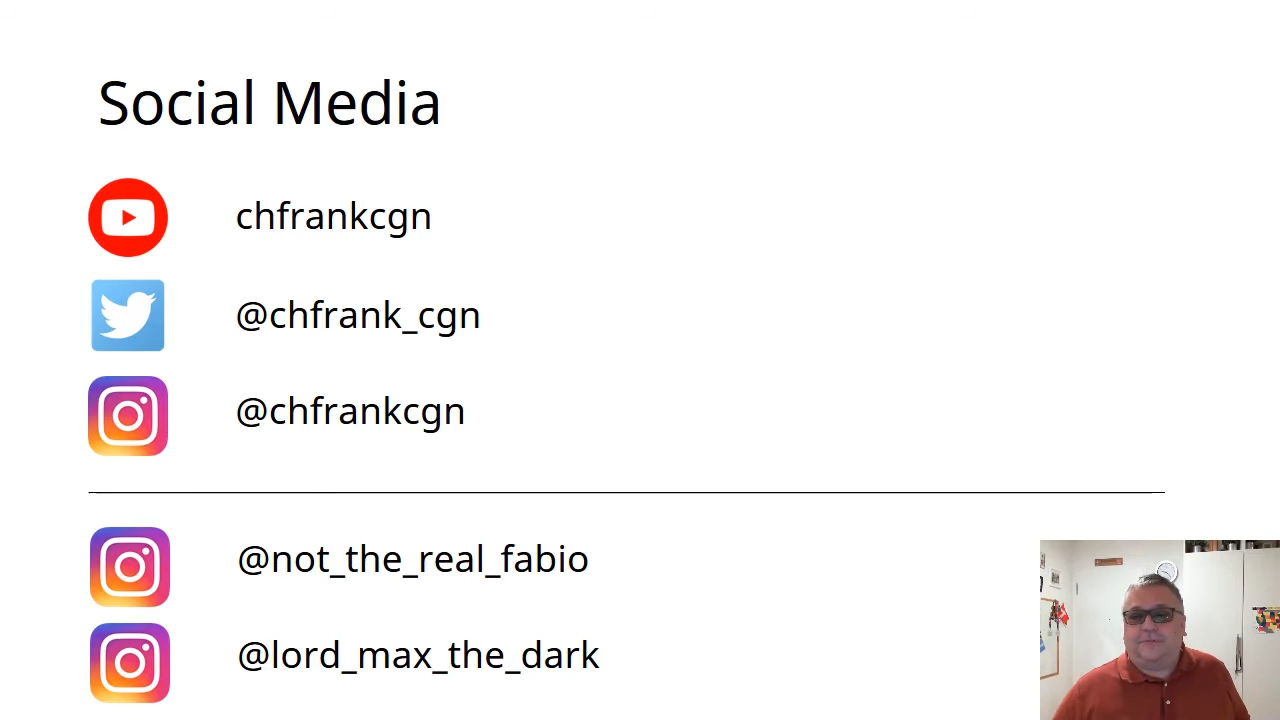 Social Media
chfrankcgn
@chfrank_cgn
@chfrankcgn
@not_the_real_fabio
@lord_max_the_dark